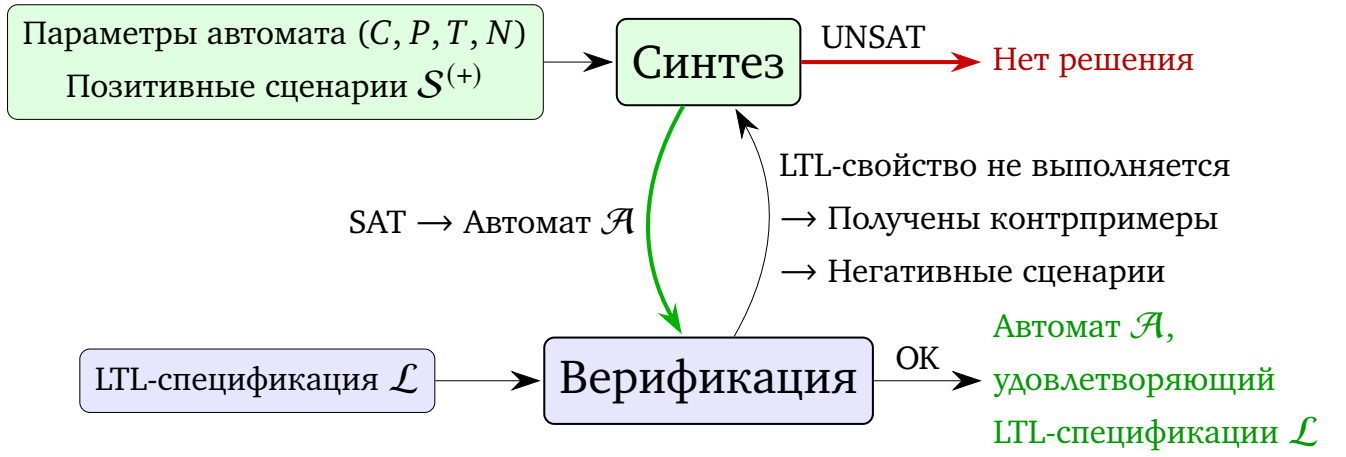 Параметры автомата (C, P, T, N)
Позитивные сценарии 𝒮⁽⁺⁾
Синтез
UNSAT
Нет решения
SAT → Автомат 𝒜
LTL-свойство не выполняется
→ Получены контрпримеры
→ Негативные сценарии
LTL-спецификация ℒ
Верификация
OK
Автомат 𝒜,
удовлетворяющий
LTL-спецификации ℒ